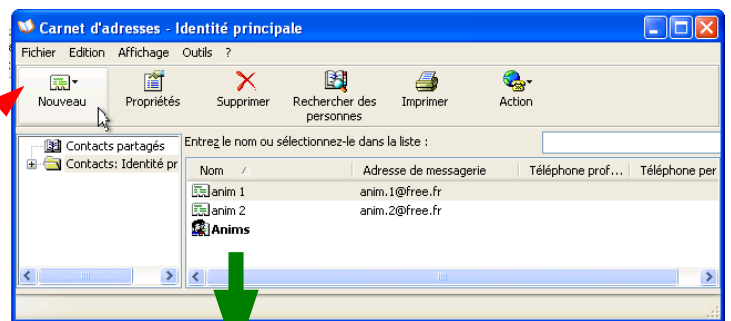 Carnet d'adresses - Identité principale
Fichier Edition Affichage Outils ?
Nouveau Propriétés Supprimer Rechercher des personnes Imprimer Action
Contacts partagés
Contacts: Identité pr
Entrez le nom ou sélectionnez-le dans la liste :
Nom Adresse de messagerie Téléphone prof... Téléphone per
anim 1 anim.1@free.fr
anim 2 anim.2@free.fr
Anims